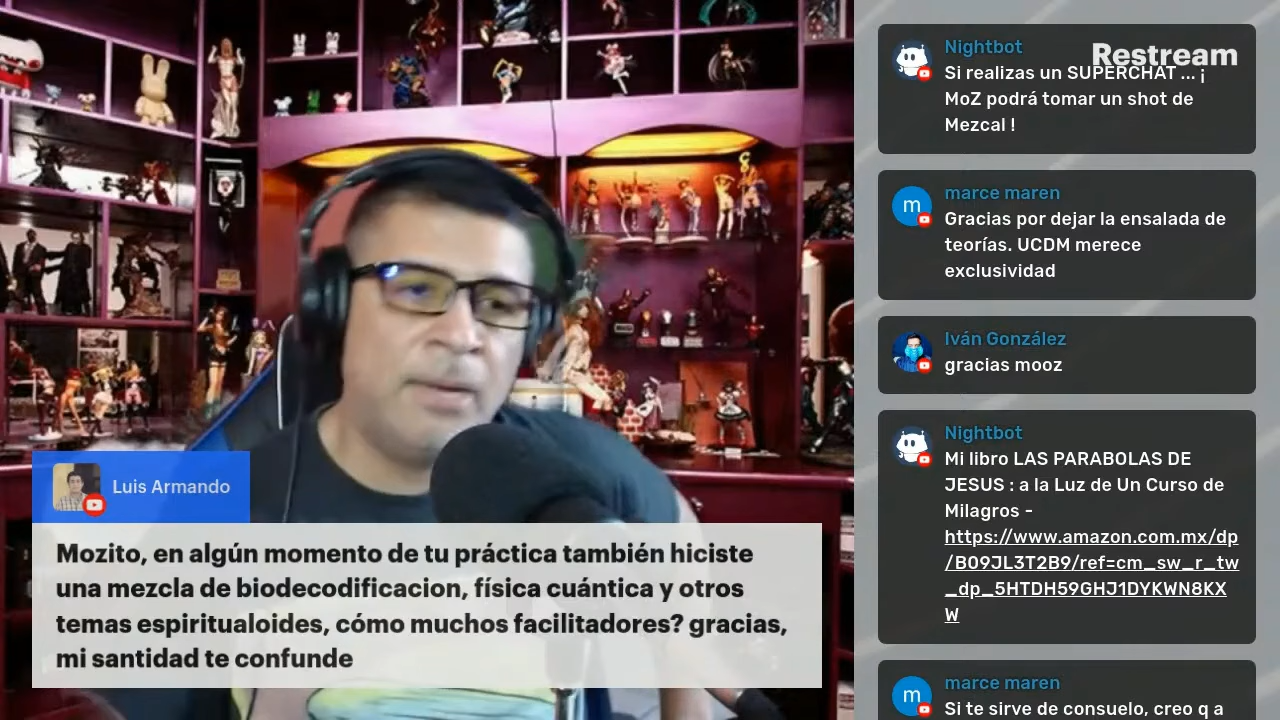 Luis Armando
Mozito, en algún momento de tu práctica también hiciste
una mezcla de biodecodificacion, física cuántica y otros
temas espiritualoides, cómo muchos facilitadores? gracias,
mi santidad te confunde
Restream
Nightbot
Si realizas un SUPERCHAT ... ¡
MoZ podrá tomar un shot de
Mezcal !
m
marce maren
Gracias por dejar la ensalada de
teorías. UCDM merece
exclusividad
Iván González
gracias mooz
Nightbot
Mi libro LAS PARABOLAS DE
JESUS : a la Luz de Un Curso de
Milagros -
https://www.amazon.com.mx/dp
/B09JL3T2B9/ref=cm_sw_r_tw
_dp_5HTDH59GHJ1DYKWN8KX
W
m
marce maren
Si te sirve de consuelo, creo q a